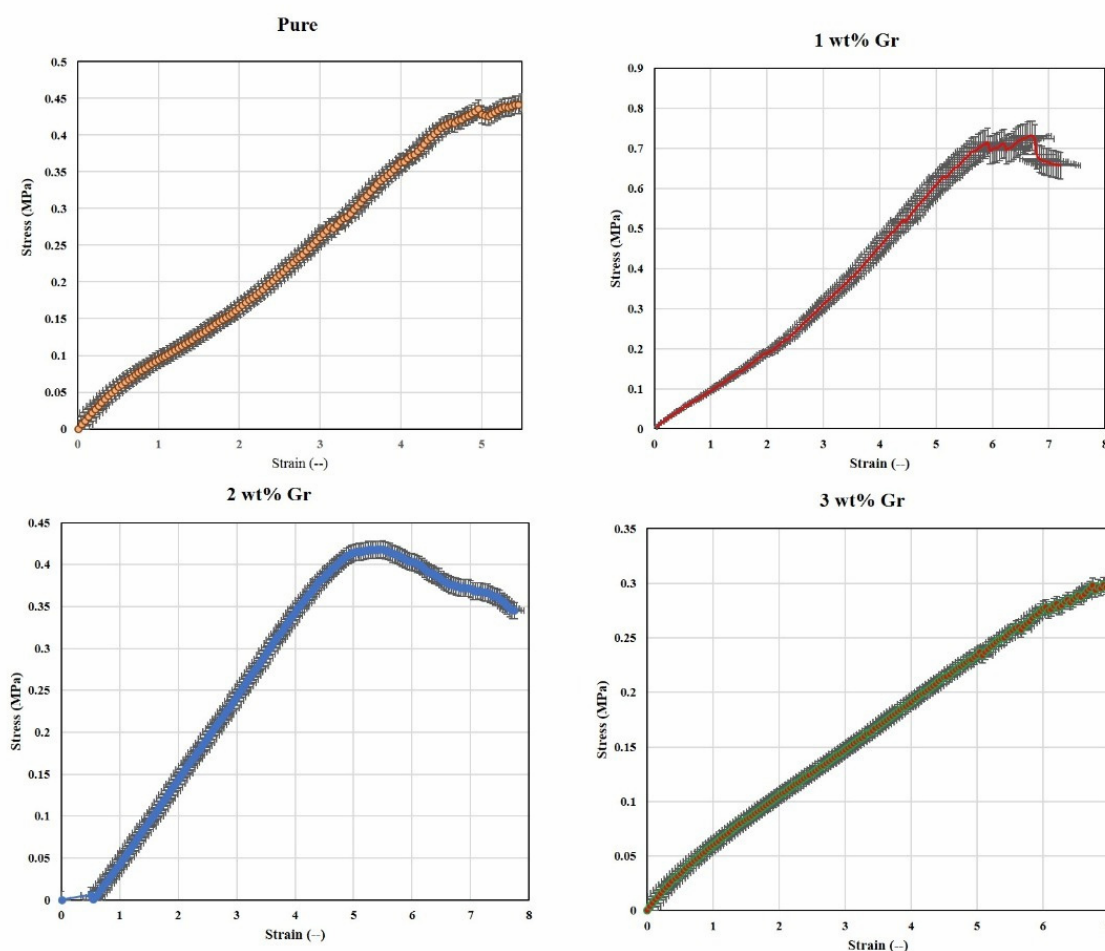 Pure
0.5
0.45
0.4
0.35
0.3
0.25
0.2
0.15
0.1
0.05
0
Stress (MPa)
0 1 2 3 4 5
Strain (--)
1 wt% Gr
0.9
0.8
0.7
0.6
0.5
0.4
0.3
0.2
0.1
0
Stress (MPa)
0 1 2 3 4 5 6 7 8
Strain (--)
2 wt% Gr
0.45
0.4
0.35
0.3
0.25
0.2
0.15
0.1
0.05
0
Stress (MPa)
0 1 2 3 4 5 6 7 8
Strain (--)
3 wt% Gr
0.35
0.3
0.25
0.2
0.15
0.1
0.05
0
Stress (MPa)
0 1 2 3 4 5 6
Strain (--)